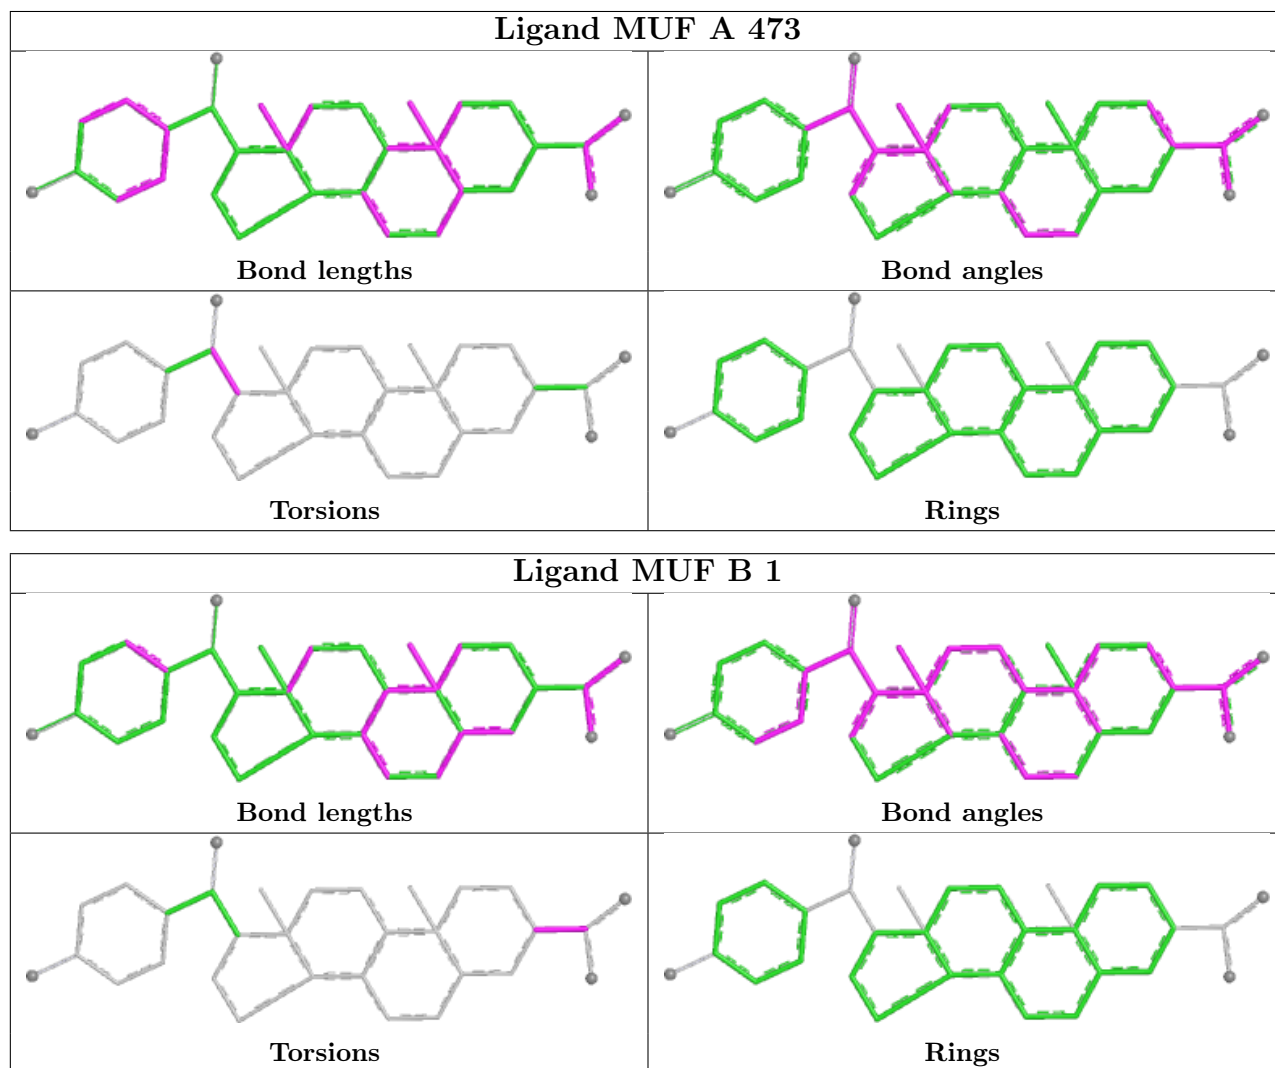 Ligand MUF A 473
Bond lengths
Bond angles
Torsions
Rings
Ligand MUF B 1
Bond lengths
Bond angles
Torsions
Rings